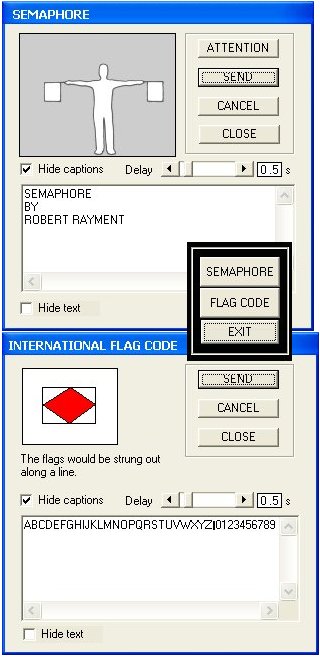 SEMAPHORE
ATTENTION
SEND
CANCEL
CLOSE
Hide captions Delay 0.5 s
SEMAPHORE
BY
ROBERT RAYMENT
Hide text
SEMAPHORE
FLAG CODE
EXIT
INTERNATIONAL FLAG CODE
SEND
CANCEL
CLOSE
The flags would be strung out
along a line.
Hide captions Delay 0.5 s
ABCDEFGHIJKLMNOPQRSTUVwXYZ|0123456789
Hide text